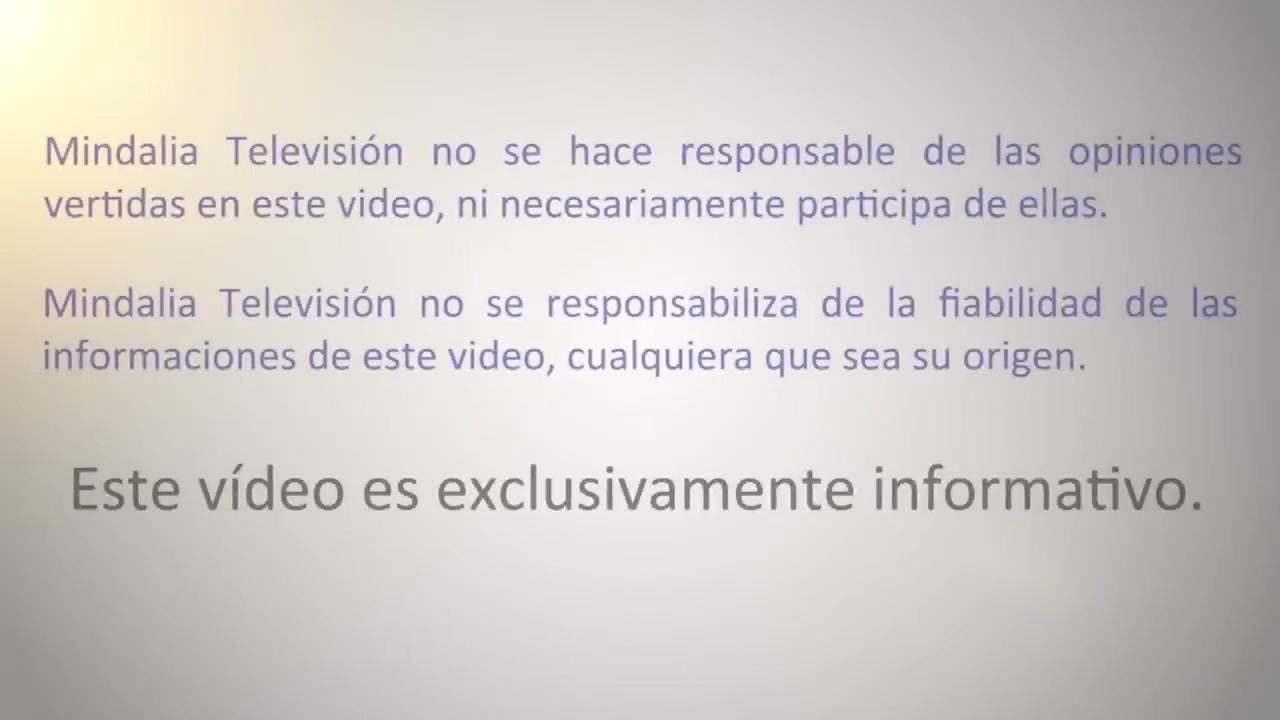 Mindalia Televisión no se hace responsable de las opiniones
vertidas en este video, ni necesariamente participa de ellas.
Mindalia Televisión no se responsabiliza de la fiabilidad de las
informaciones de este video, cualquiera que sea su origen.
Este vídeo es exclusivamente informativo.